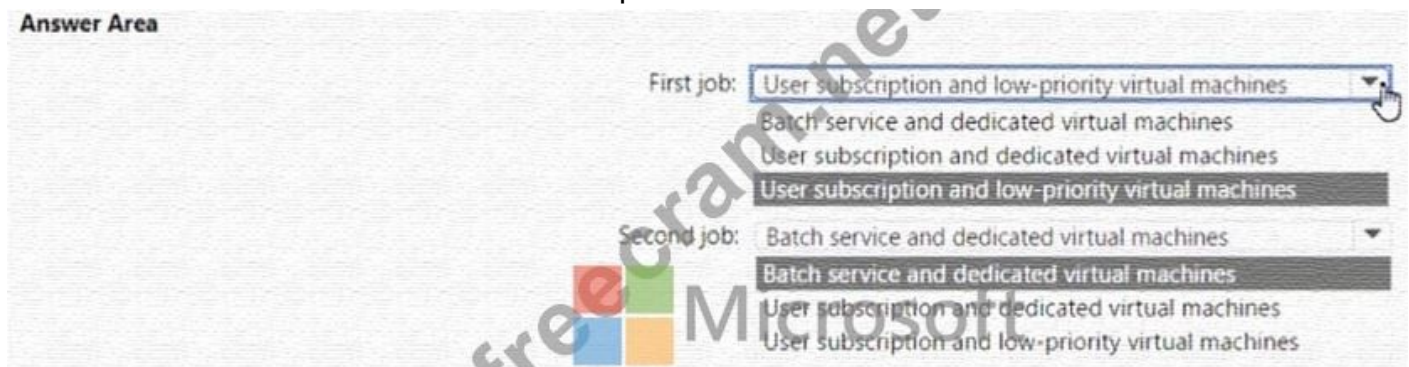 Answer Area
First job: User subscription and low-priority virtual machines
Batch service and dedicated virtual machines
User subscription and dedicated virtual machines
User subscription and low-priority virtual machines
Second job: Batch service and dedicated virtual machines
Batch service and dedicated virtual machines
User subscription and dedicated virtual machines
User subscription and low-priority virtual machines
Microsoft
freecram.net